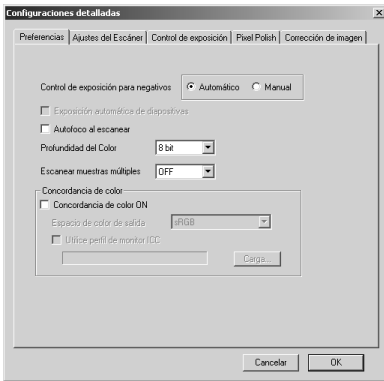 Configuraciones detalladas
Preferencias Ajustes del Escáner Control de exposición Pixel Polish Corrección de imagen
Control de exposición para negativos Automático Manual
Exposición automática de diapositivas
Autofoco al escanear
Profundidad del Color 8 bit
Escanear muestras múltiples OFF
Concordancia de color
Concordancia de color ON
Espacio de color de salida sRGB
Utilice perfil de monitor ICC
Carga...
Cancelar OK